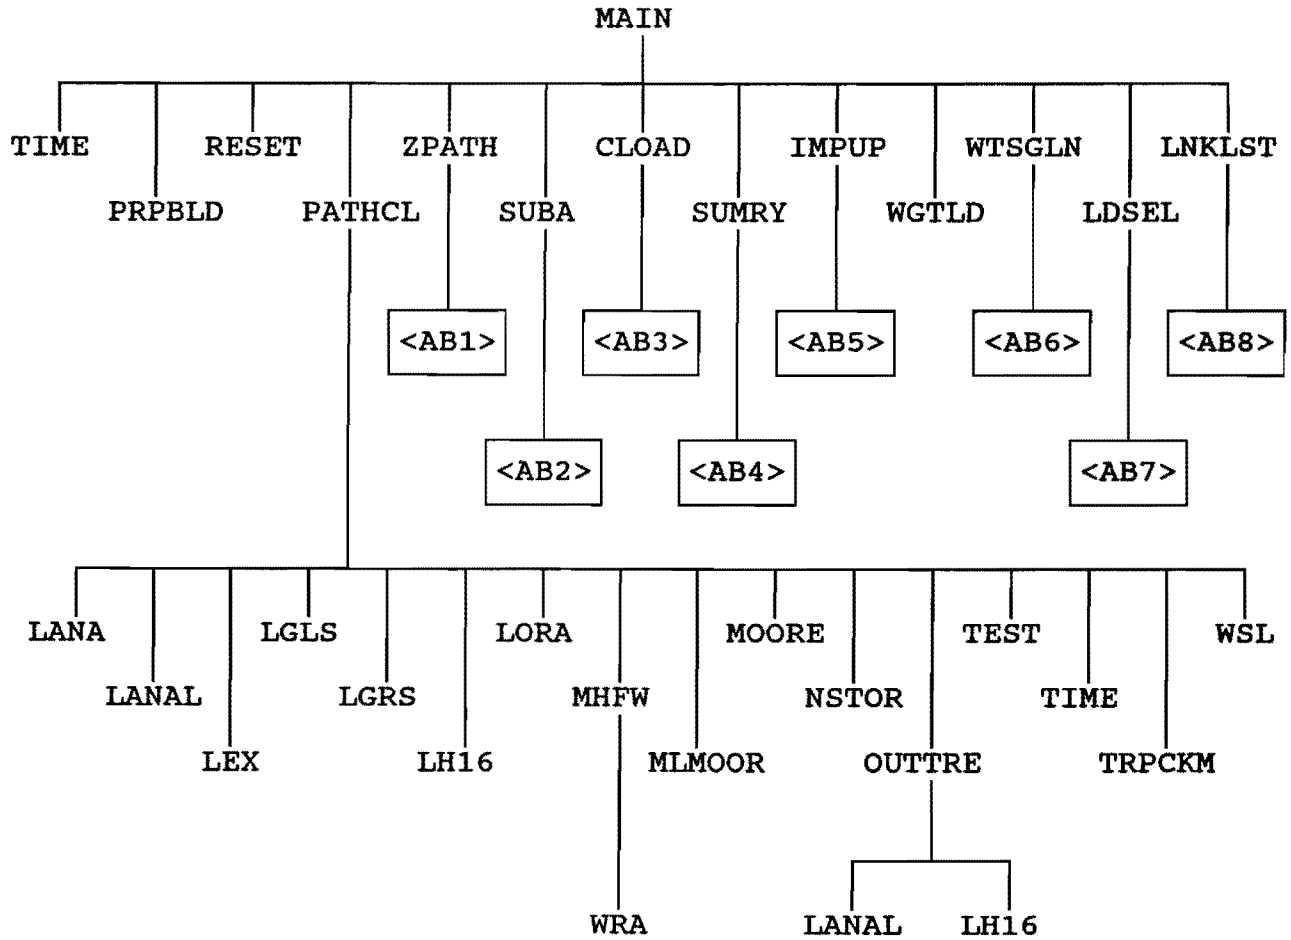 MAIN
TIME RESET ZPATH CLOAD IMPUP WTSGLN LNKLST
PRPBLD PATHCL SUBA SUMRY WGTLD LDSEL
<AB1> <AB3> <AB5> <AB6> <AB8>
<AB2> <AB4> <AB7>
LANA LGLS LORA MOORE TEST WSL
LANAL LGRS MHFW NSTOR TIME
LEX LH16 MLMOOR OUTTRE TRPCKM
WRA LANAL LH16